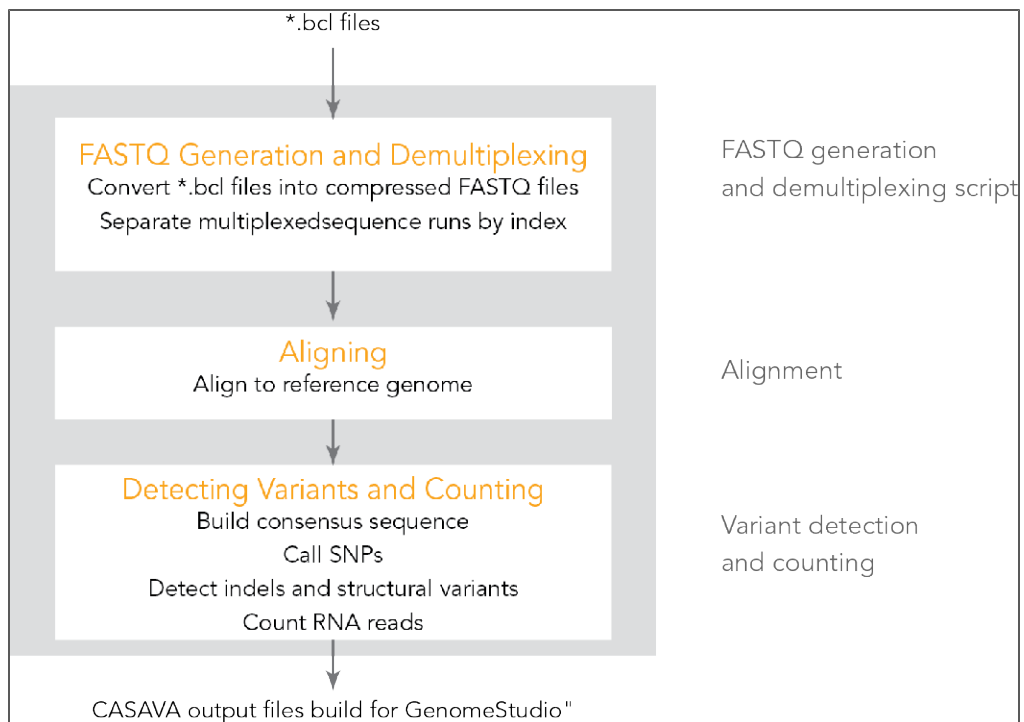 *.bcl files
FASTQ Generation and Demultiplexing
Convert *.bcl files into compressed FASTQ files
Separate multiplexedsequence runs by index
FASTQ generation
and demultiplexing script
Aligning
Align to reference genome
Alignment
Detecting Variants and Counting
Build consensus sequence
Call SNPs
Detect indels and structural variants
Count RNA reads
Variant detection
and counting
CASAVA output files build for GenomeStudio"